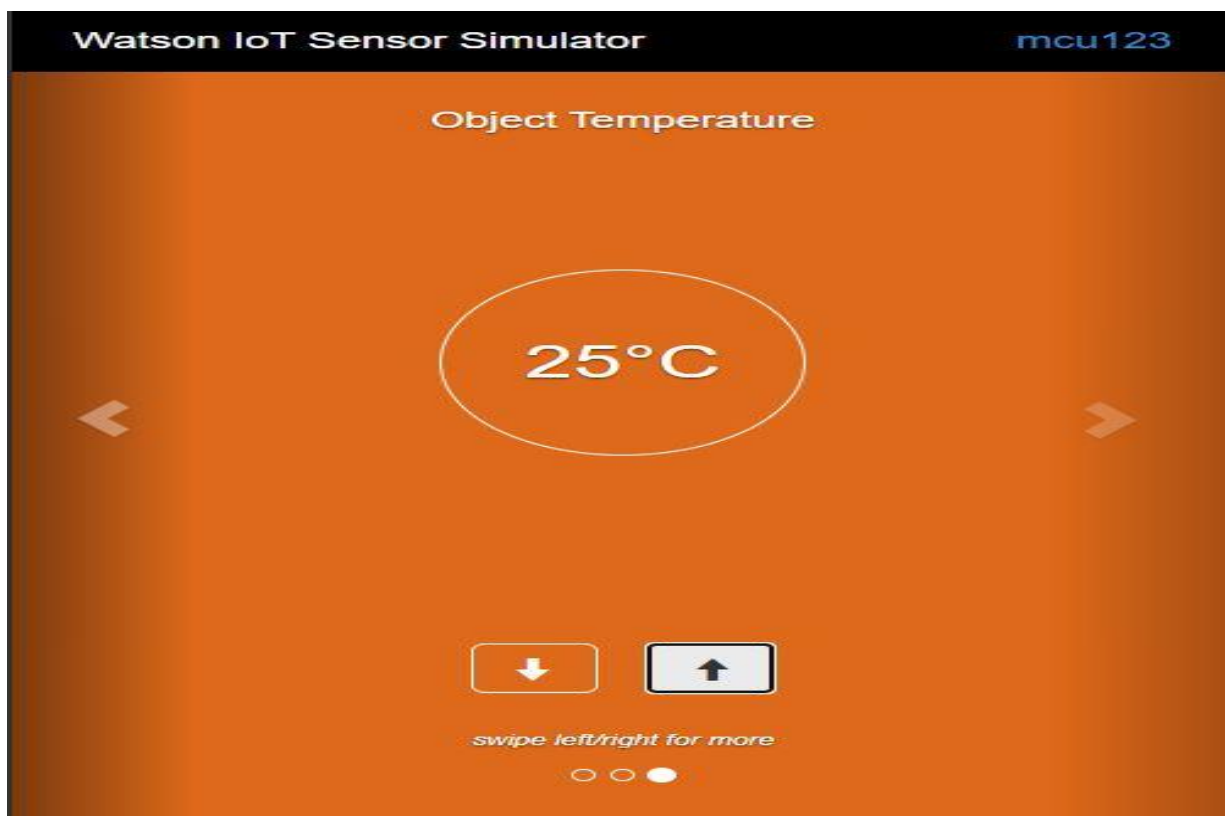 Watson IoT Sensor Simulator mcu123
Object Temperature
25°C
swipe left/right for more